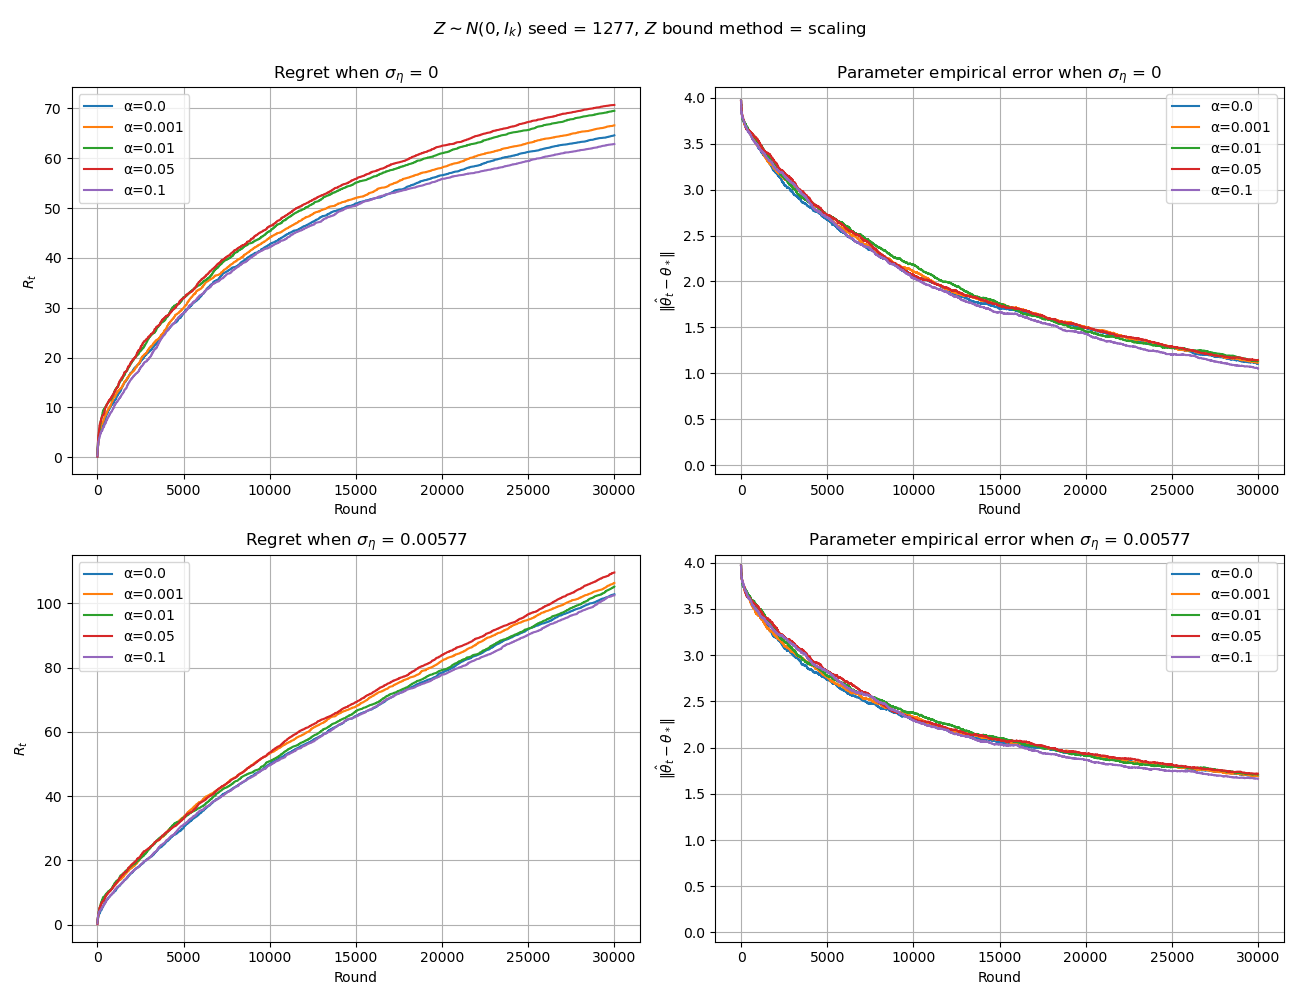 Z ∼ N(0, I_k) seed = 1277, Z bound method = scaling
Regret when σ_η = 0
70
60
50
40
30
20
10
0
R_t
α=0.0
α=0.001
α=0.01
α=0.05
α=0.1
0 5000 10000 15000 20000 25000 30000
Round
Parameter empirical error when σ_η = 0
4.0
3.5
3.0
2.5
2.0
1.5
1.0
0.5
0.0
‖θ̂_t − θ_*‖
α=0.0
α=0.001
α=0.01
α=0.05
α=0.1
0 5000 10000 15000 20000 25000 30000
Round
Regret when σ_η = 0.00577
100
80
60
40
20
0
R_t
α=0.0
α=0.001
α=0.01
α=0.05
α=0.1
0 5000 10000 15000 20000 25000 30000
Round
Parameter empirical error when σ_η = 0.00577
4.0
3.5
3.0
2.5
2.0
1.5
1.0
0.5
0.0
‖θ̂_t − θ_*‖
α=0.0
α=0.001
α=0.01
α=0.05
α=0.1
0 5000 10000 15000 20000 25000 30000
Round